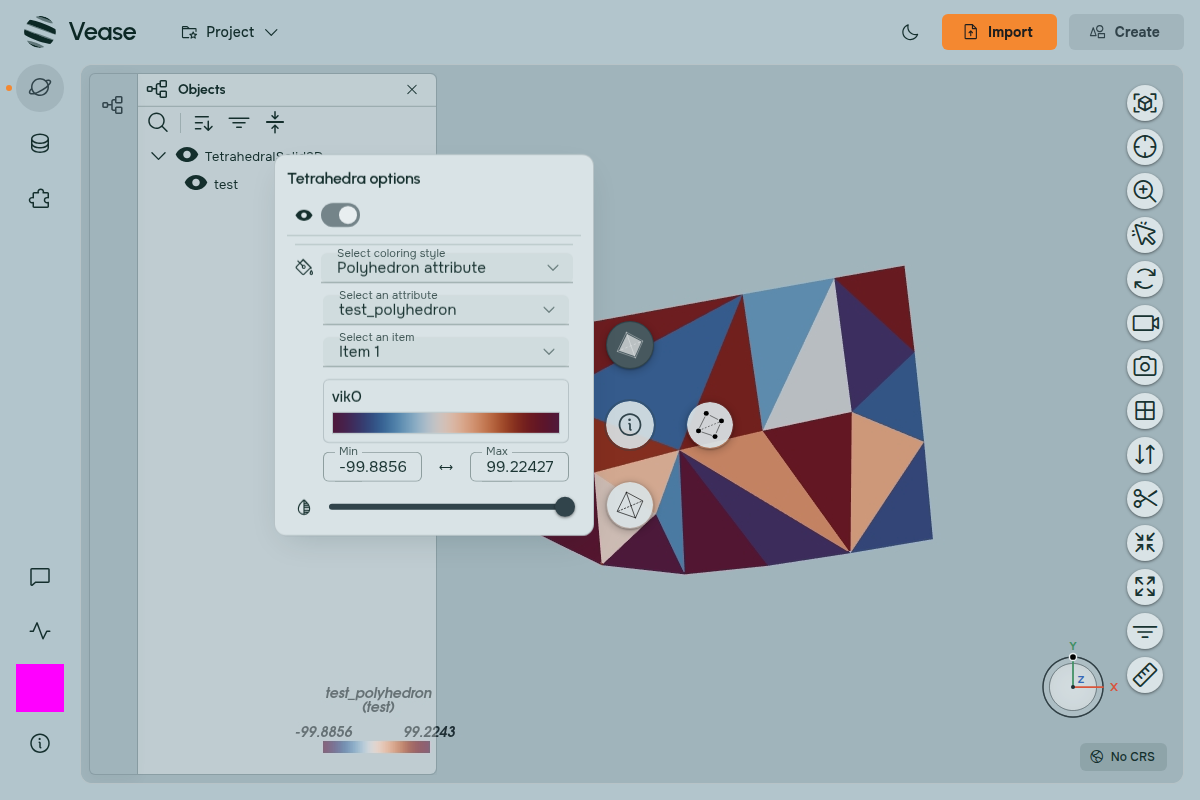 Vease
Project
Import
Create
Objects
TetrahedralSolid3D
test
Tetrahedra options
Select coloring style
Polyhedron attribute
Select an attribute
test_polyhedron
Select an item
Item 1
vikO
Min
Max
-99.8856
99.22427
test_polyhedron
(test)
-99.8856
99.2243
Y
Z
X
No CRS